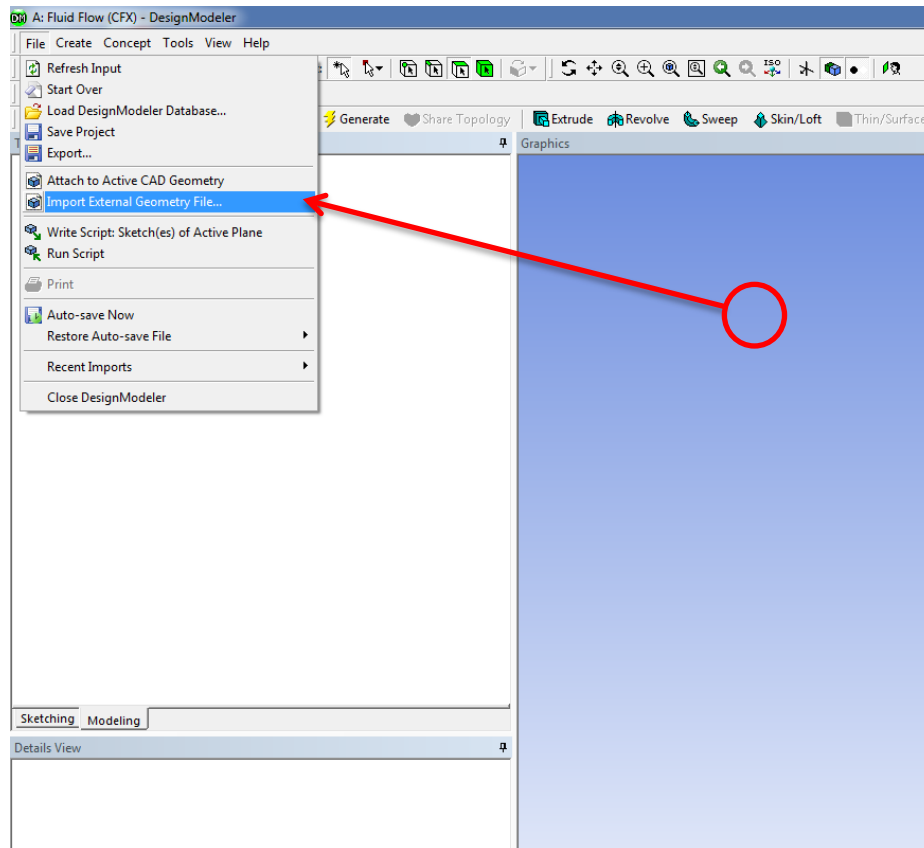 DM A: Fluid Flow (CFX) - DesignModeler
File Create Concept Tools View Help
ISO
Generate Share Topology Extrude Revolve Sweep Skin/Loft Thin/Surface
Graphics
Refresh Input
Start Over
Load DesignModeler Database...
Save Project
Export...
Attach to Active CAD Geometry
Import External Geometry File...
Write Script: Sketch(es) of Active Plane
Run Script
Print
Auto-save Now
Restore Auto-save File
Recent Imports
Close DesignModeler
Sketching Modeling
Details View